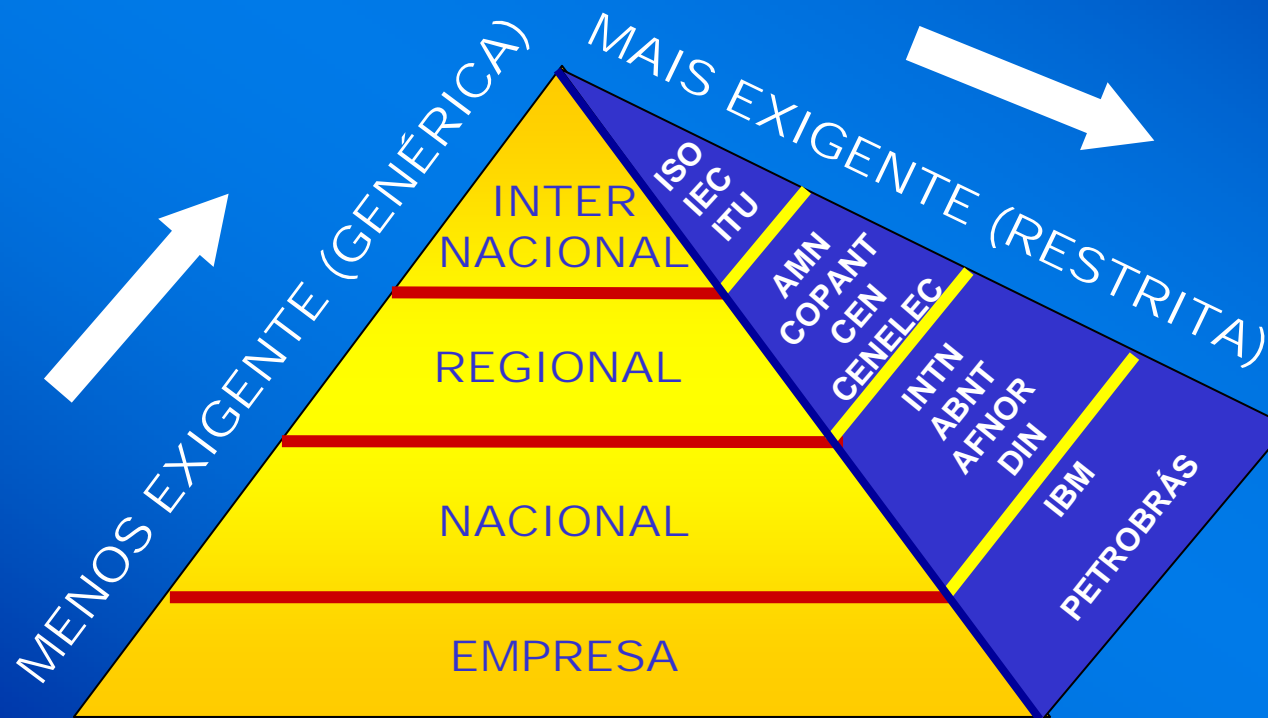 MENOS EXIGENTE (GENÉRICA)
MAIS EXIGENTE (RESTRITA)
INTER
NACIONAL
REGIONAL
NACIONAL
EMPRESA
ISO
IEC
ITU
AMN
COPANT
CEN
CENELEC
INTN
ABNT
AFNOR
DIN
IBM
PETROBRÁS